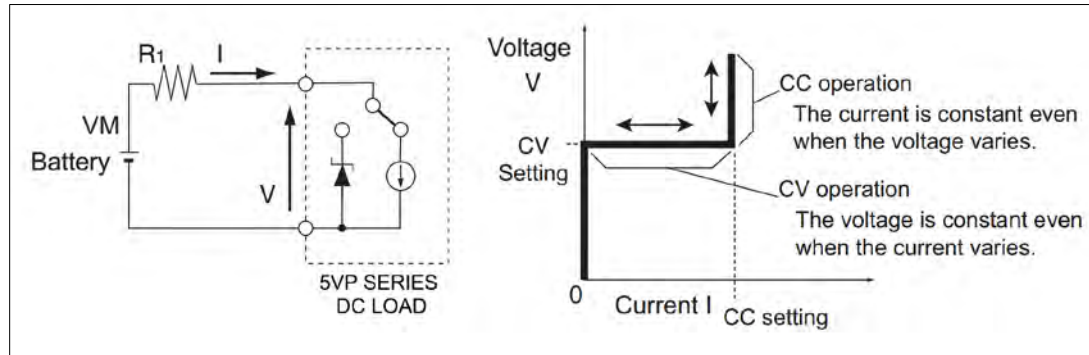 R1
I
VM
Battery
V
5VP SERIES
DC LOAD
Voltage
V
CV
Setting
0
Current I
CC setting
CC operation
The current is constant even
when the voltage varies.
CV operation
The voltage is constant even
when the current varies.